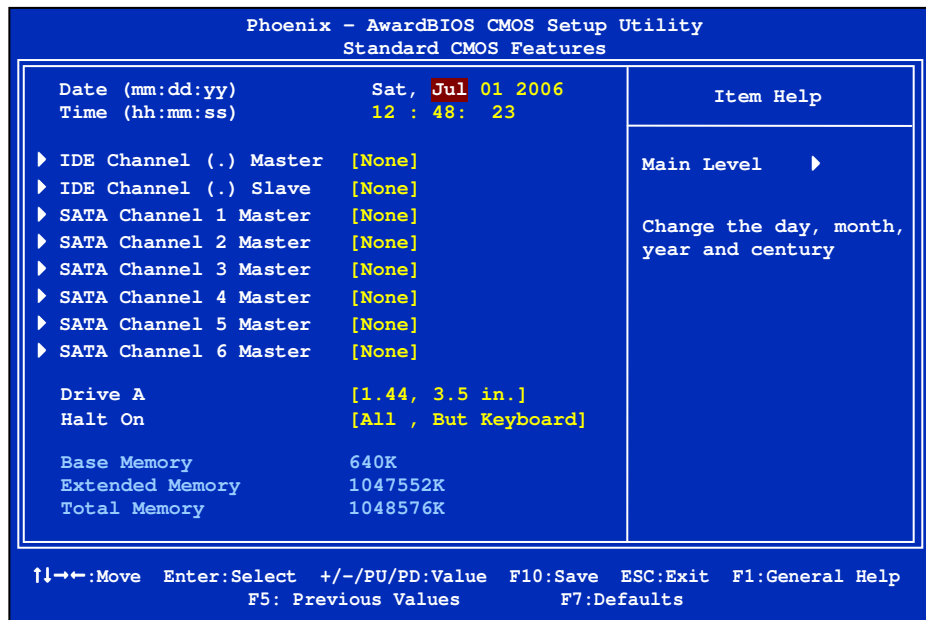 Phoenix – AwardBIOS CMOS Setup Utility
Standard CMOS Features
Date (mm:dd:yy) Sat, Jul 01 2006
Time (hh:mm:ss) 12 : 48: 23
Item Help
IDE Channel (.) Master [None]
IDE Channel (.) Slave [None]
SATA Channel 1 Master [None]
SATA Channel 2 Master [None]
SATA Channel 3 Master [None]
SATA Channel 4 Master [None]
SATA Channel 5 Master [None]
SATA Channel 6 Master [None]
Main Level
Change the day, month,
year and century
Drive A [1.44, 3.5 in.]
Halt On [All , But Keyboard]
Base Memory 640K
Extended Memory 1047552K
Total Memory 1048576K
↑↓→←:Move Enter:Select +/-/PU/PD:Value F10:Save ESC:Exit F1:General Help
F5: Previous Values F7:Defaults